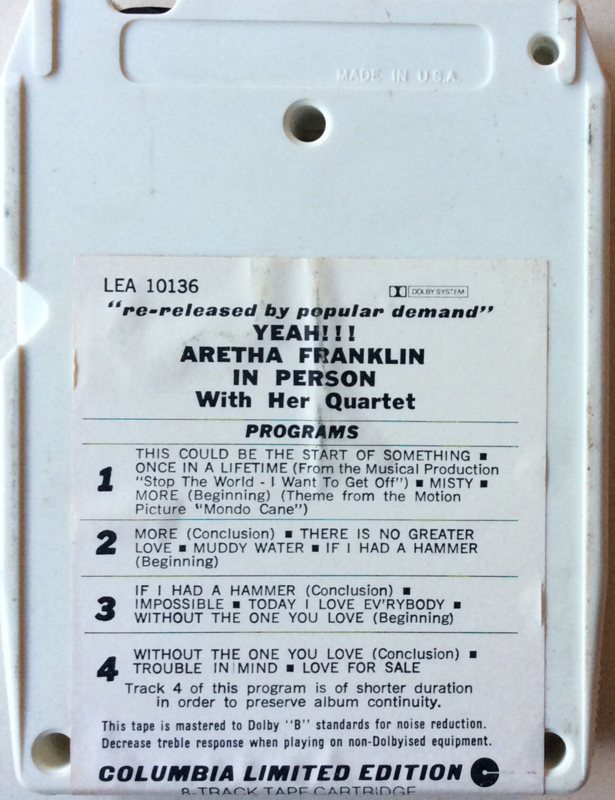 MADE IN U.S.A.
LEA 10136
DOLBY SYSTEM
"re-released by popular demand"
YEAH!!!
ARETHA FRANKLIN
IN PERSON
With Her Quartet
PROGRAMS
1
THIS COULD BE THE START OF SOMETHING ■
ONCE IN A LIFETIME (From the Musical Production
"Stop The World - I Want To Get Off") ■ MISTY ■
MORE (Beginning) (Theme from the Motion
Picture "Mondo Cane")
2
MORE (Conclusion) ■ THERE IS NO GREATER
LOVE ■ MUDDY WATER ■ IF I HAD A HAMMER
(Beginning)
3
IF I HAD A HAMMER (Conclusion) ■
IMPOSSIBLE ■ TODAY I LOVE EV'RYBODY ■
WITHOUT THE ONE YOU LOVE (Beginning)
4
WITHOUT THE ONE YOU LOVE (Conclusion) ■
TROUBLE IN MIND ■ LOVE FOR SALE
Track 4 of this program is of shorter duration
in order to preserve album continuity.
This tape is mastered to Dolby "B" standards for noise reduction.
Decrease treble response when playing on non-Dolbyised equipment.
COLUMBIA LIMITED EDITION
8-TRACK TAPE CARTRIDGE